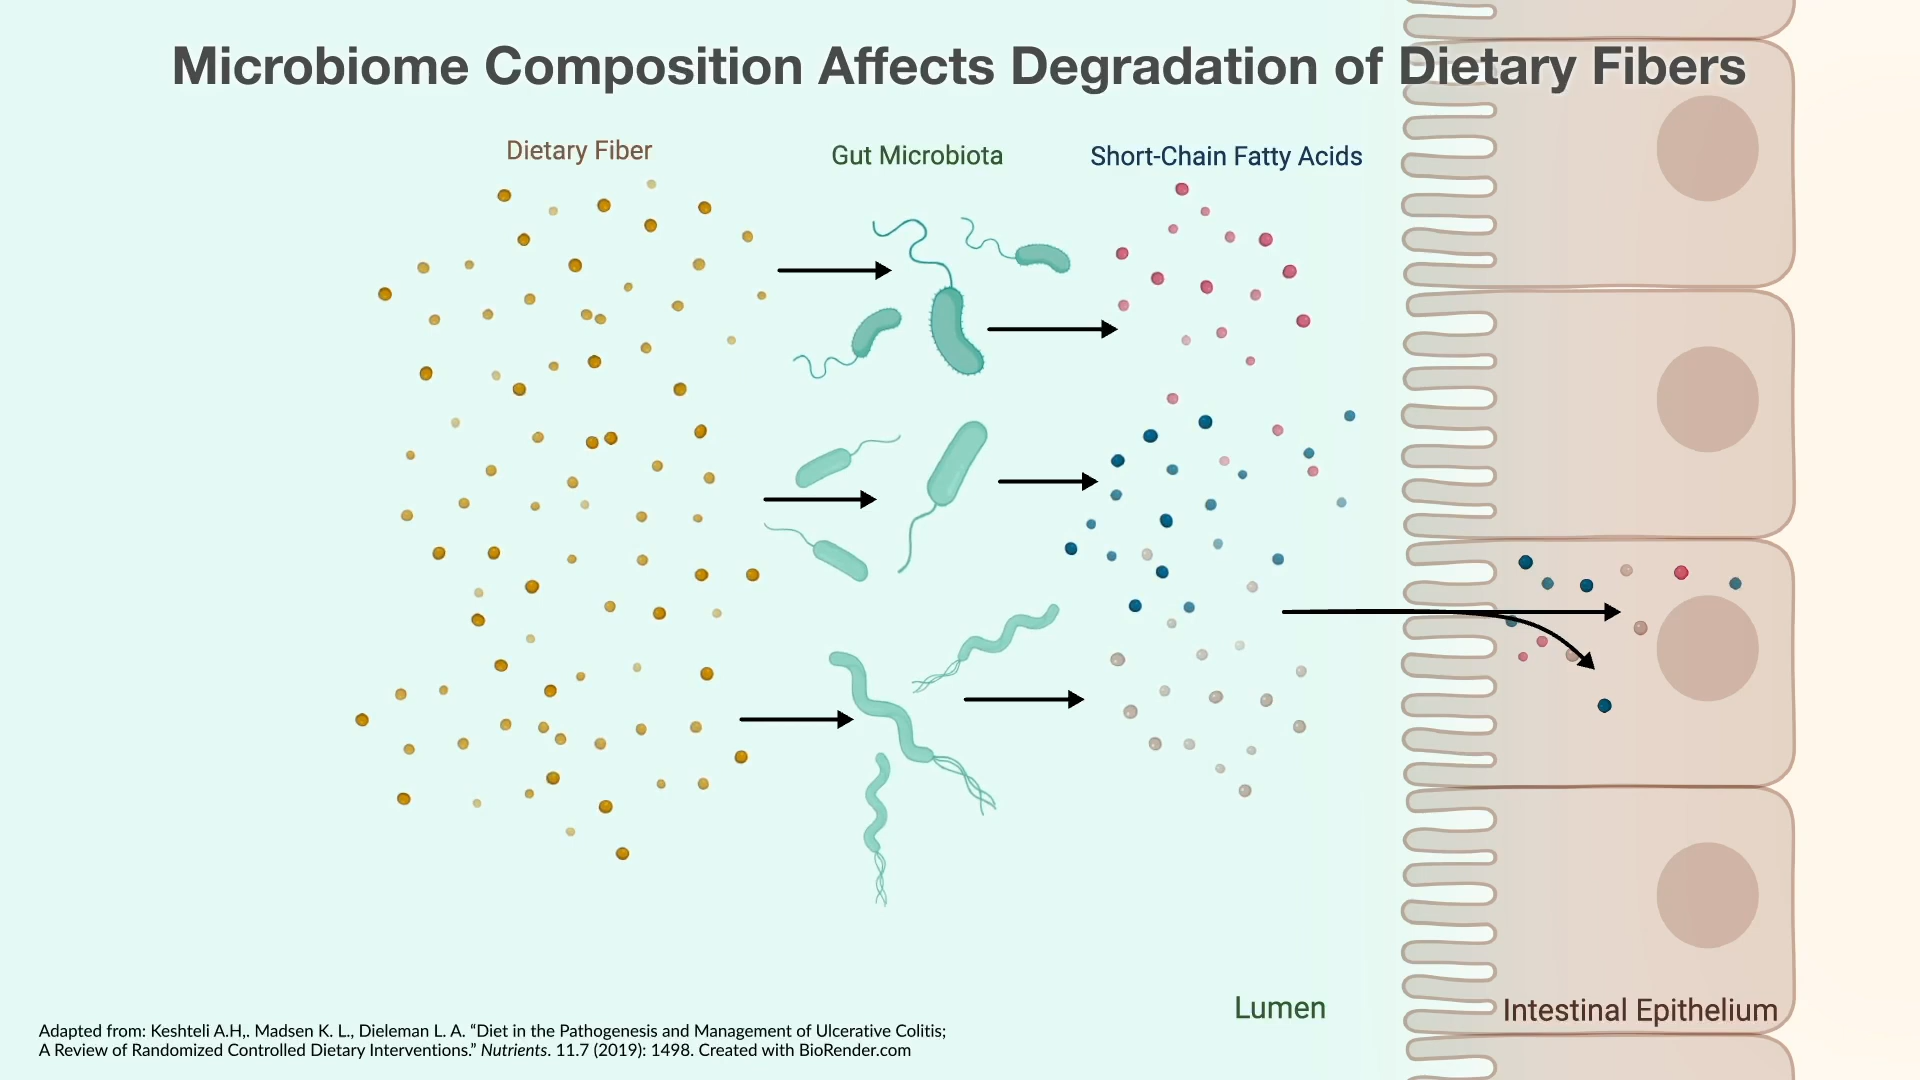 Microbiome Composition Affects Degradation of Dietary Fibers
Dietary Fiber
Gut Microbiota
Short-Chain Fatty Acids
Lumen
Intestinal Epithelium
Adapted from: Keshteli A.H,. Madsen K. L., Dieleman L. A. “Diet in the Pathogenesis and Management of Ulcerative Colitis;
A Review of Randomized Controlled Dietary Interventions.” Nutrients. 11.7 (2019): 1498. Created with BioRender.com